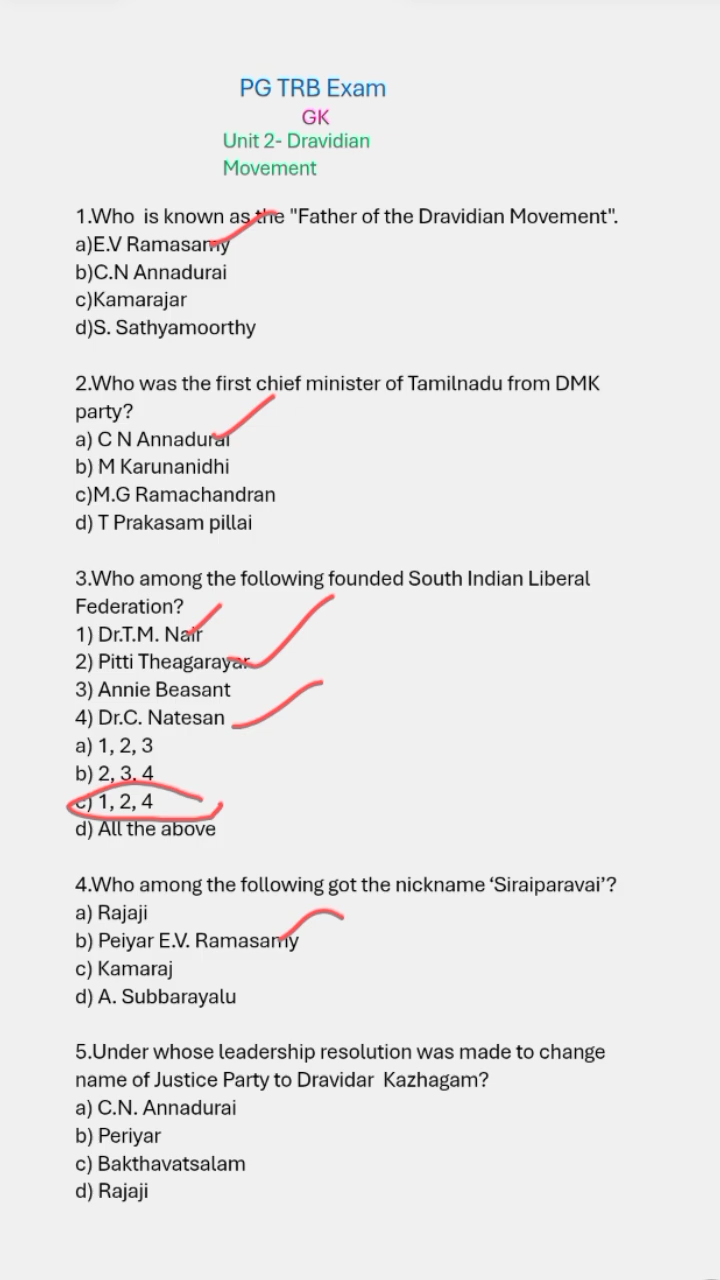 PG TRB Exam
GK
Unit 2- Dravidian
Movement
1.Who is known as the "Father of the Dravidian Movement".
a)E.V Ramasamy
b)C.N Annadurai
c)Kamarajar
d)S. Sathyamoorthy
2.Who was the first chief minister of Tamilnadu from DMK
party?
a) C N Annadurai
b) M Karunanidhi
c)M.G Ramachandran
d) T Prakasam pillai
3.Who among the following founded South Indian Liberal
Federation?
1) Dr.T.M. Nair
2) Pitti Theagarayar
3) Annie Beasant
4) Dr.C. Natesan
a) 1, 2, 3
b) 2, 3, 4
c) 1, 2, 4
d) All the above
4.Who among the following got the nickname ‘Siraiparavai’?
a) Rajaji
b) Peiyar E.V. Ramasamy
c) Kamaraj
d) A. Subbarayalu
5.Under whose leadership resolution was made to change
name of Justice Party to Dravidar Kazhagam?
a) C.N. Annadurai
b) Periyar
c) Bakthavatsalam
d) Rajaji